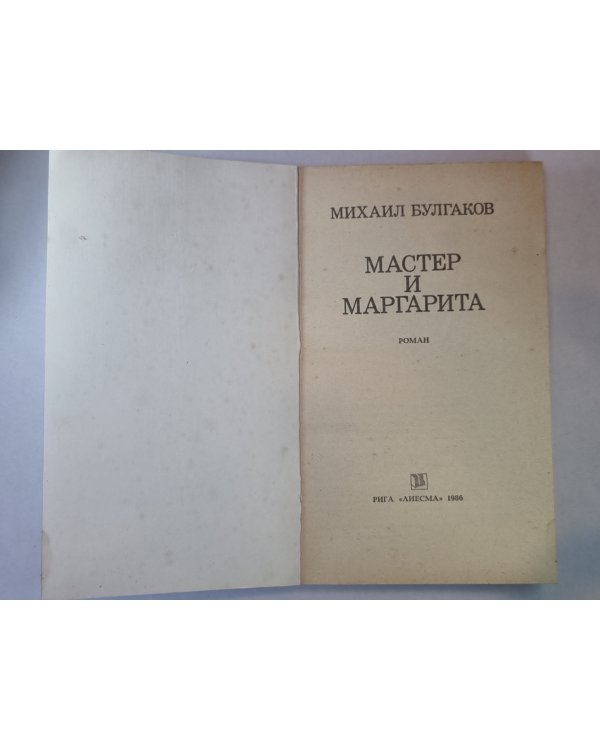 МИХАИЛ БУЛГАКОВ
МАСТЕР
И
МАРГАРИТА
РОМАН
РИГА «ЛИЕСМА» 1986